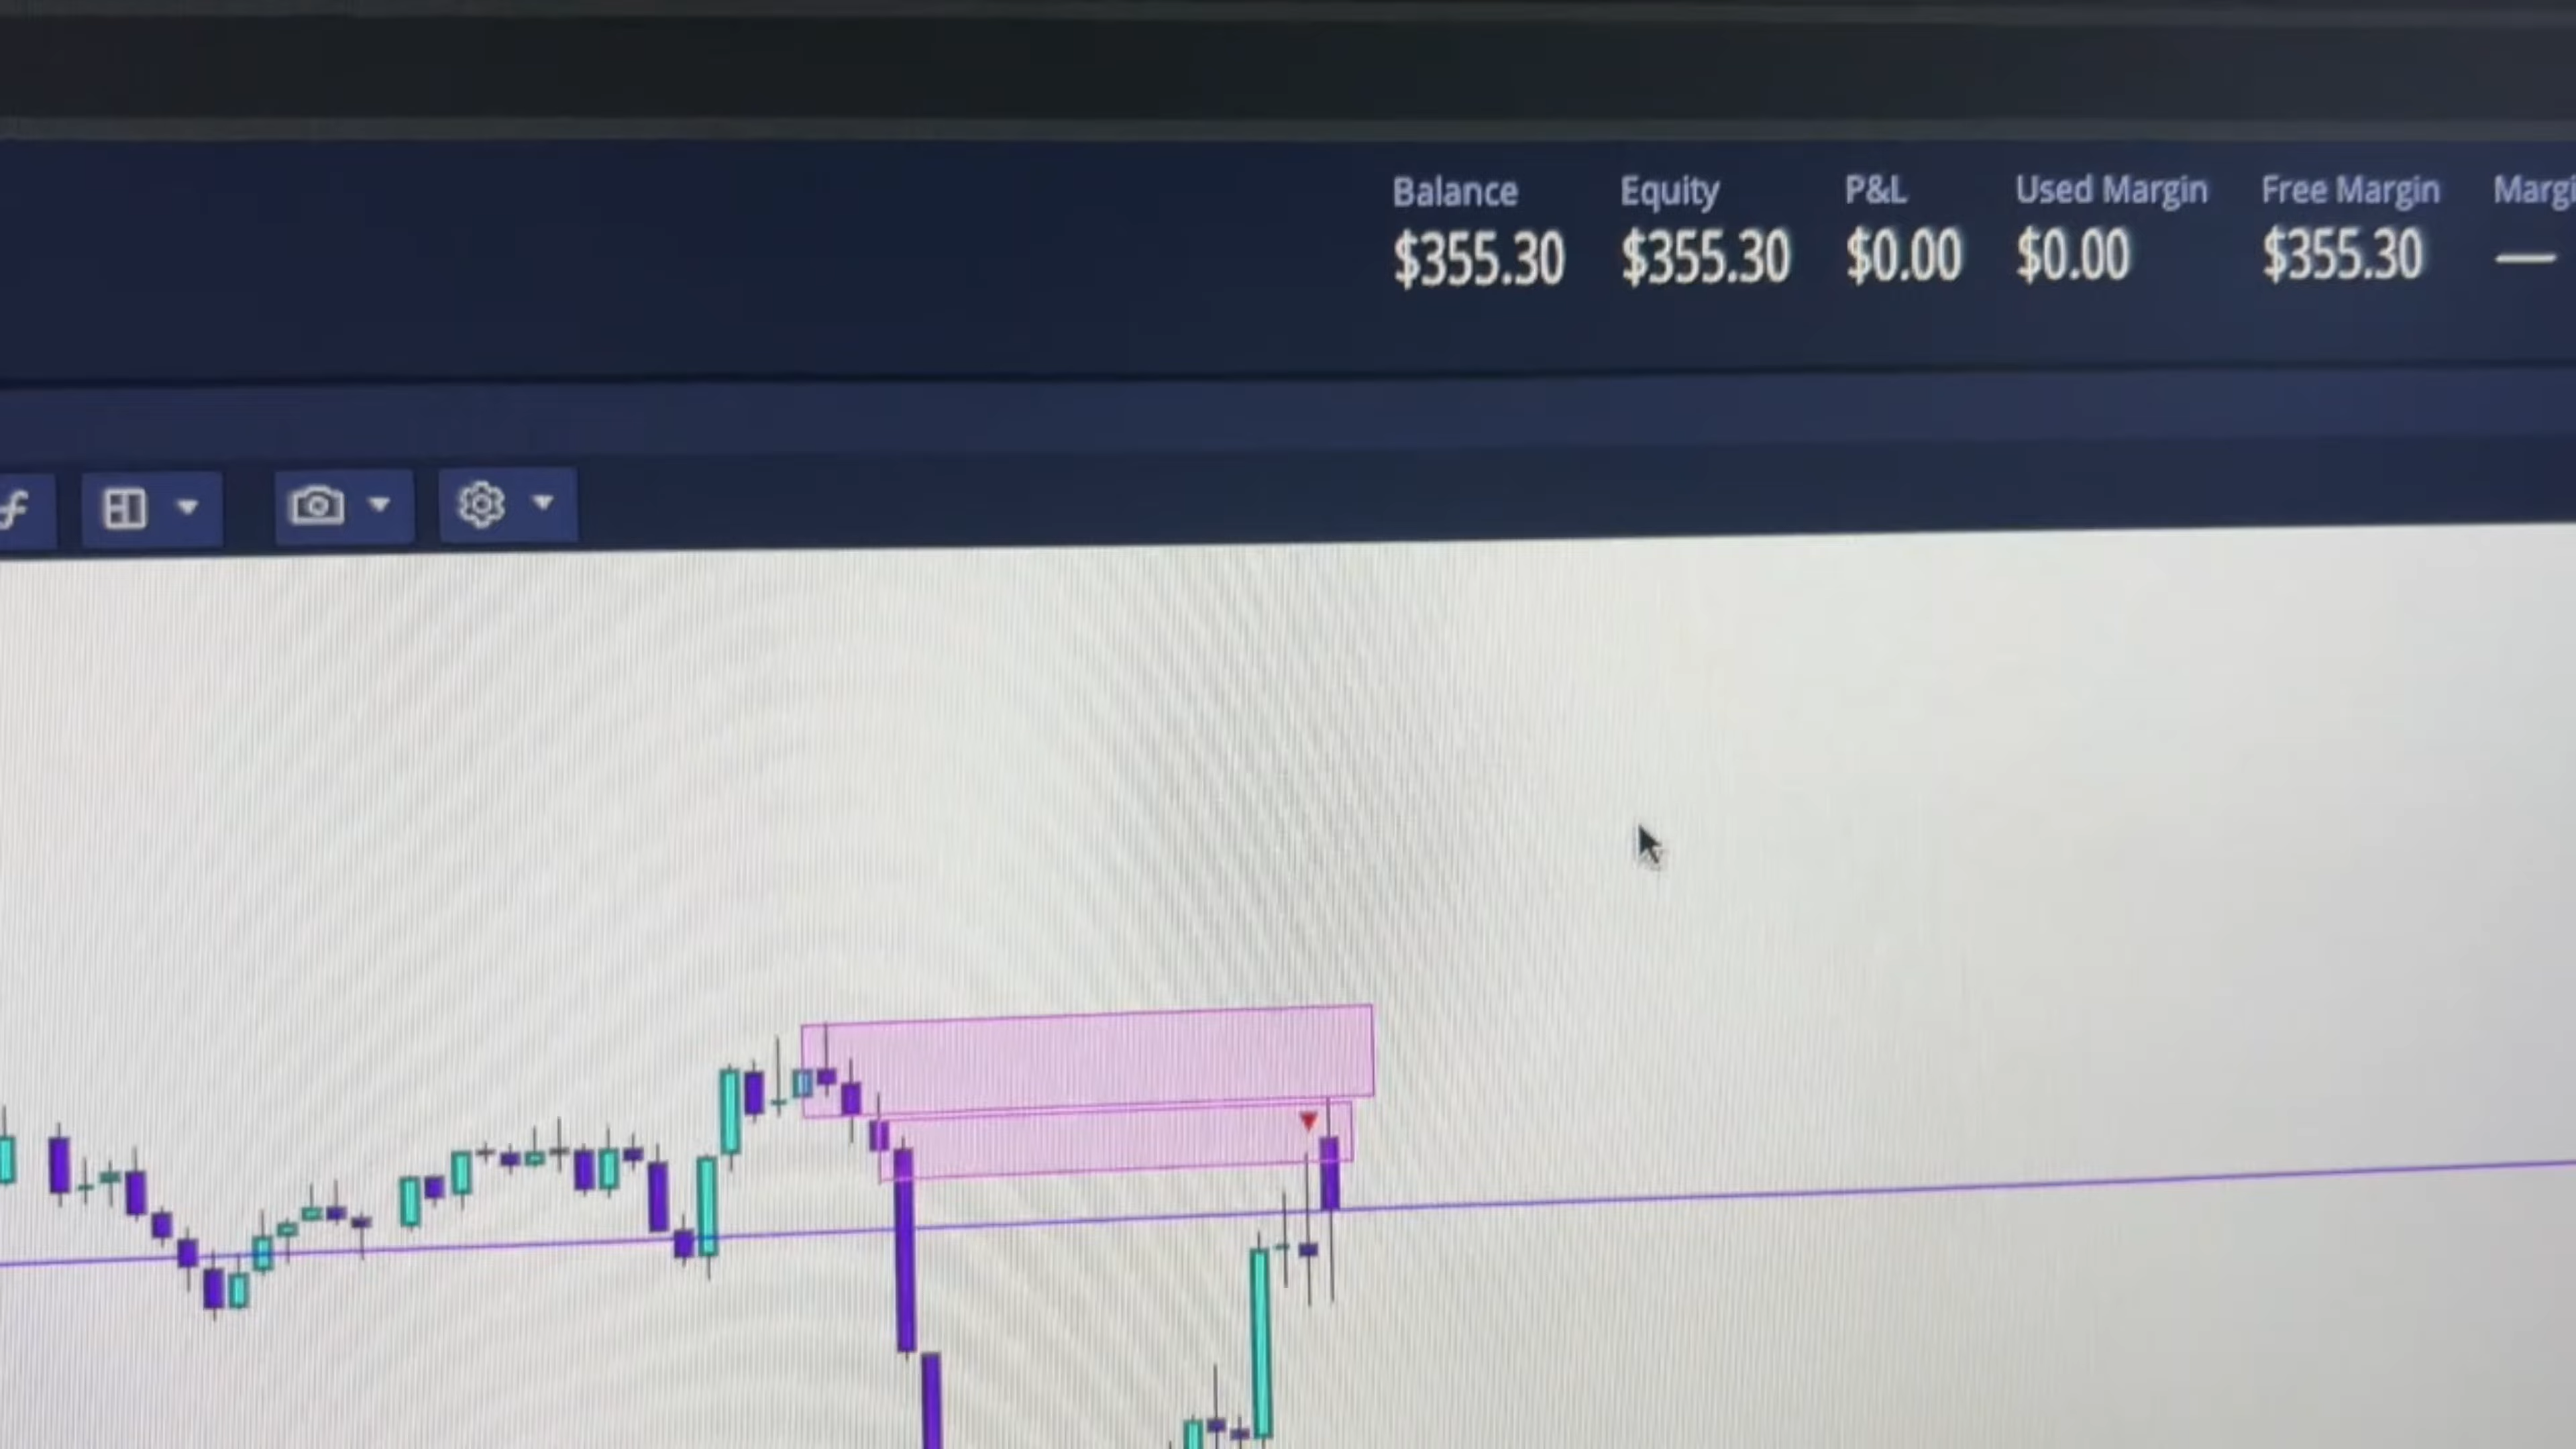 Balance Equity P&L Used Margin Free Margin
$355.30 $355.30 $0.00 $0.00 $355.30 —